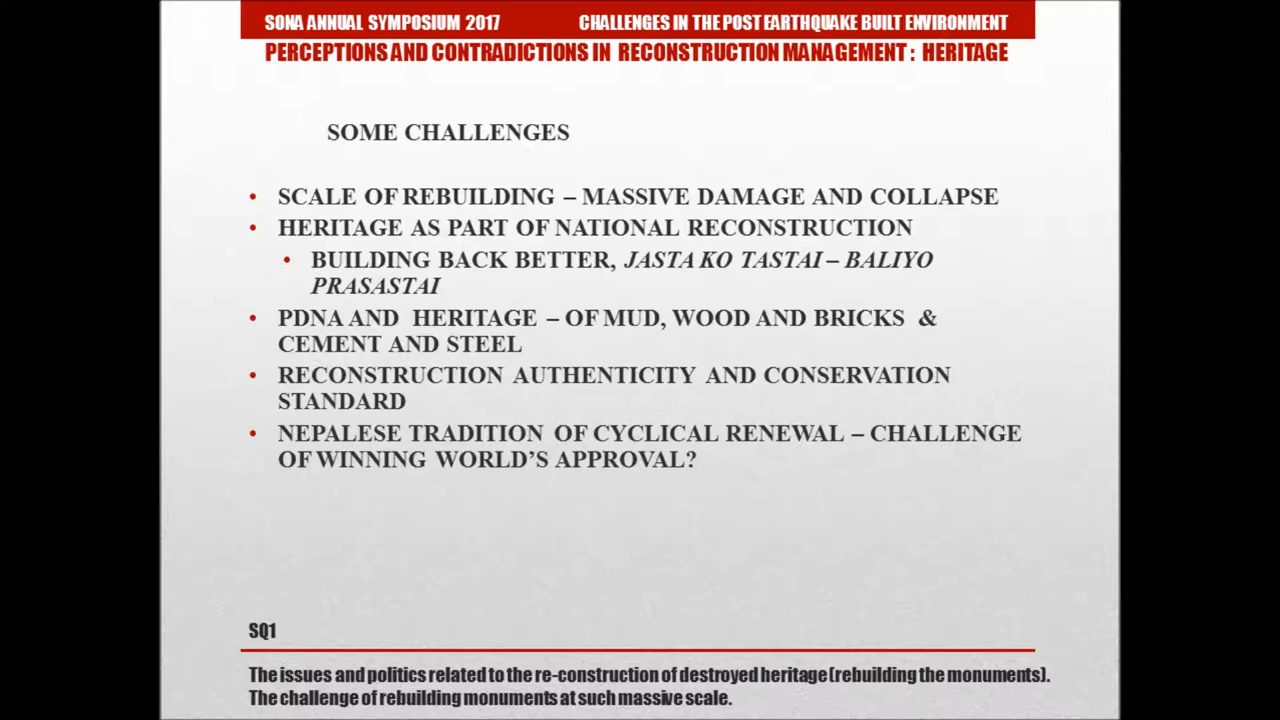 SONA ANNUAL SYMPOSIUM 2017 CHALLENGES IN THE POST EARTHQUAKE BUILT ENVIRONMENT
PERCEPTIONS AND CONTRADICTIONS IN RECONSTRUCTION MANAGEMENT : HERITAGE
SOME CHALLENGES
• SCALE OF REBUILDING – MASSIVE DAMAGE AND COLLAPSE
• HERITAGE AS PART OF NATIONAL RECONSTRUCTION
• BUILDING BACK BETTER, JASTA KO TASTAI – BALIYO
PRASASTAI
• PDNA AND HERITAGE – OF MUD, WOOD AND BRICKS &
CEMENT AND STEEL
• RECONSTRUCTION AUTHENTICITY AND CONSERVATION
STANDARD
• NEPALESE TRADITION OF CYCLICAL RENEWAL – CHALLENGE
OF WINNING WORLD'S APPROVAL?
SQ1
The issues and politics related to the re-construction of destroyed heritage (rebuilding the monuments).
The challenge of rebuilding monuments at such massive scale.